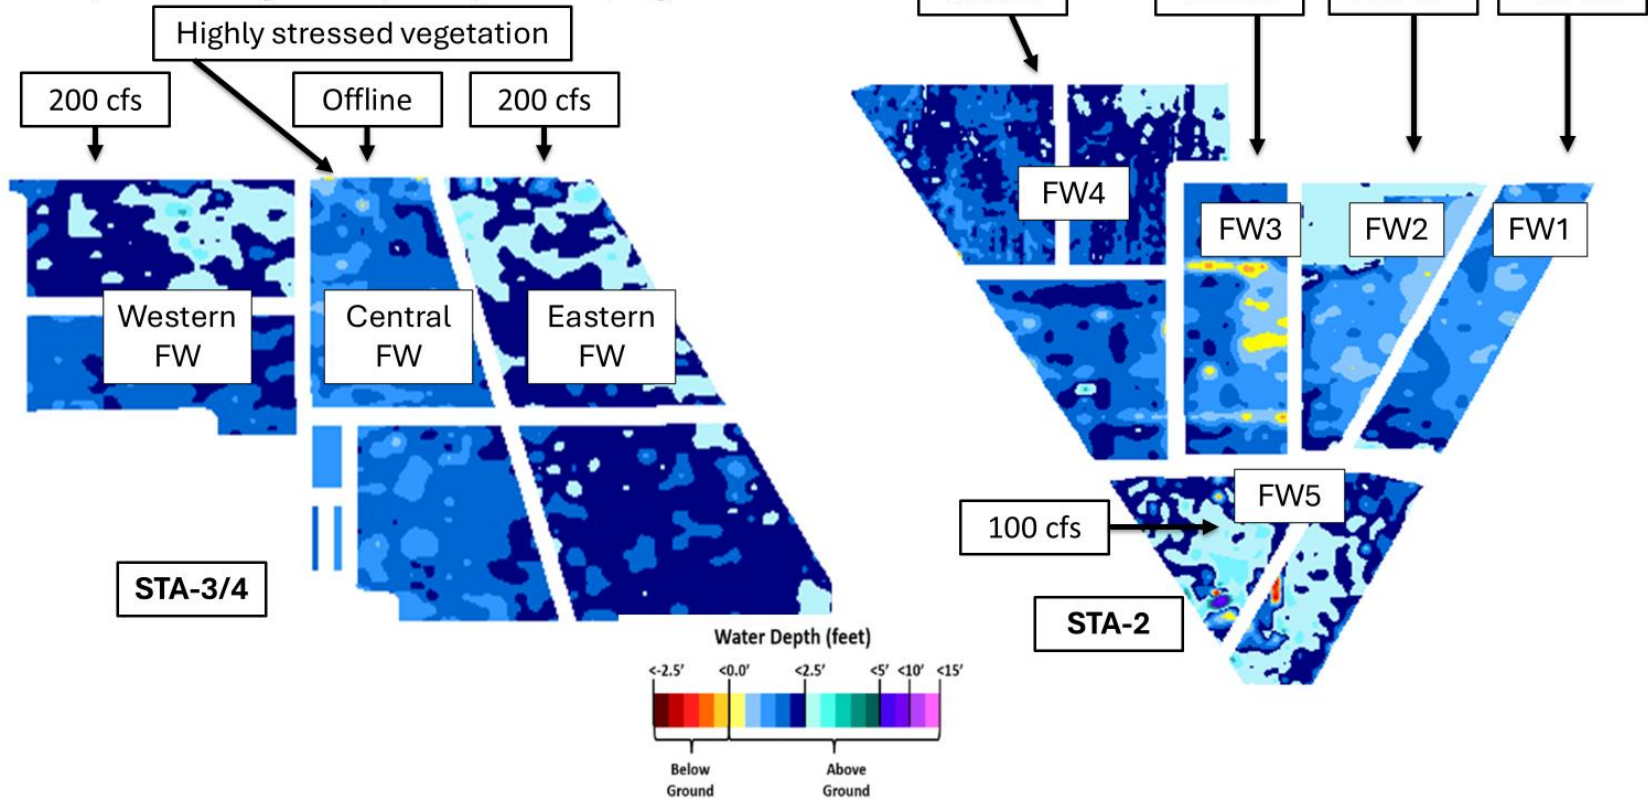 Highly stressed vegetation
200 cfs
Offline
200 cfs
Western
FW
Central
FW
Eastern
FW
STA-3/4
FW4
FW3
FW2
FW1
FW5
100 cfs
STA-2
Water Depth (feet)
<-2.5' <0.0' <2.5' <5' <10' <15'
Below
Ground
Above
Ground